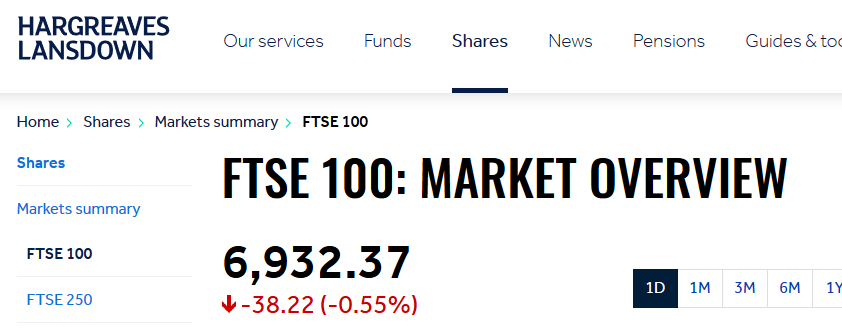 HARGREAVES
LANSDOWN
Our services Funds Shares News Pensions Guides & too
Home > Shares > Markets summary > FTSE 100
Shares
Markets summary
FTSE 100
FTSE 250
FTSE 100: MARKET OVERVIEW
6,932.37
-38.22 (-0.55%)
1D 1M 3M 6M 1Y